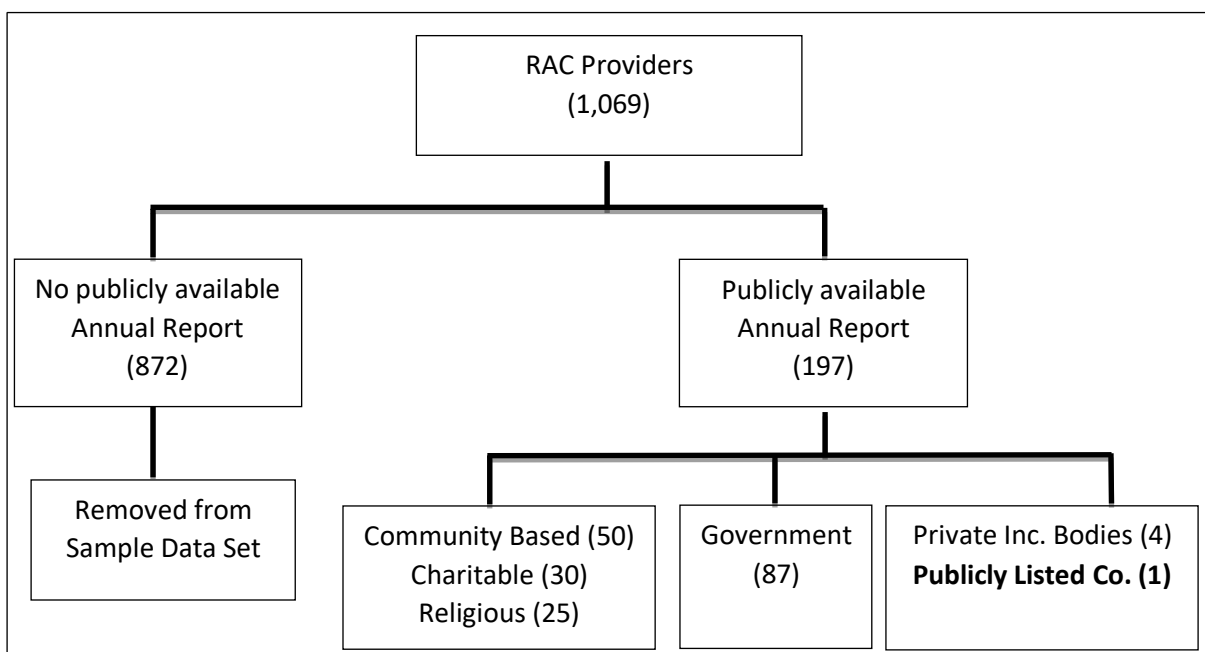 RAC Providers
(1,069)
No publicly available
Annual Report
(872)
Publicly available
Annual Report
(197)
Removed from
Sample Data Set
Community Based (50)
Charitable (30)
Religious (25)
Government
(87)
Private Inc. Bodies (4)
Publicly Listed Co. (1)